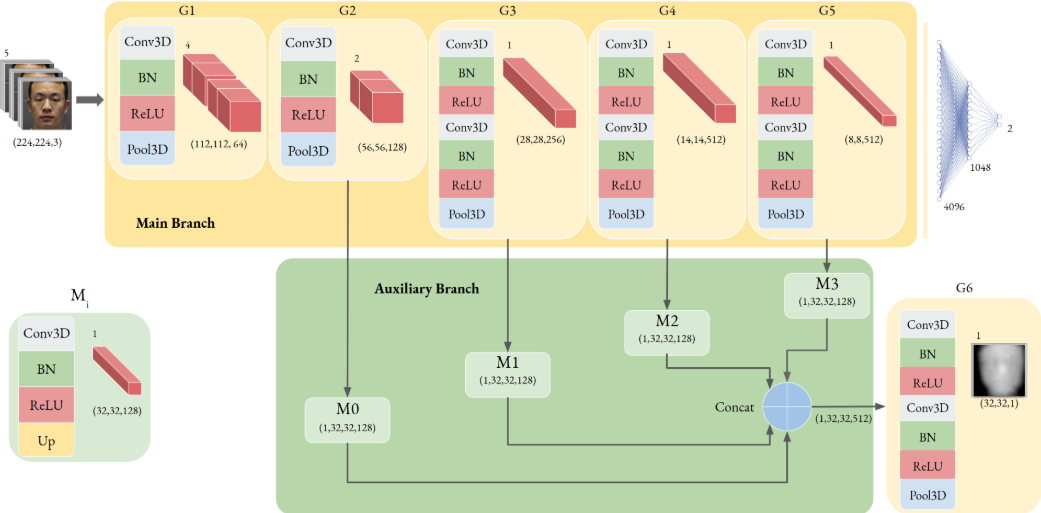 G1
G2
G3
G4
G5
5
(224,224,3)
Conv3D
BN
ReLU
Pool3D
4
(112,112, 64)
Conv3D
BN
ReLU
Pool3D
2
(56,56,128)
Conv3D
BN
ReLU
Conv3D
BN
ReLU
Pool3D
1
(28,28,256)
Conv3D
BN
ReLU
Conv3D
BN
ReLU
Pool3D
1
(14,14,512)
Conv3D
BN
ReLU
Conv3D
BN
ReLU
Pool3D
1
(8,8,512)
4096
1048
2
Main Branch
Auxiliary Branch
M0
(1,32,32,128)
M1
(1,32,32,128)
M2
(1,32,32,128)
M3
(1,32,32,128)
Concat
(1,32,32,512)
Mi
Conv3D
BN
ReLU
Up
1
(32,32,128)
G6
Conv3D
BN
ReLU
Conv3D
BN
ReLU
Pool3D
1
(32,32,1)